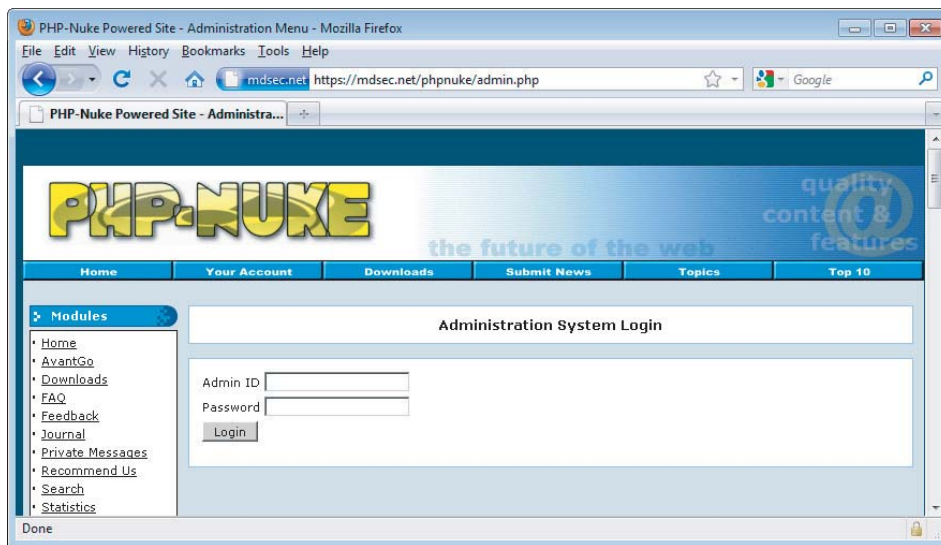 PHP-Nuke Powered Site - Administration Menu - Mozilla Firefox
File Edit View History Bookmarks Tools Help
mdsec.net https://mdsec.net/phpnuke/admin.php
Google
PHP-Nuke Powered Site - Administra...
PHP-NUKE
the future of the web
quality
content &
features
Home Your Account Downloads Submit News Topics Top 10
Modules
Home
AvantGo
Downloads
FAQ
Feedback
Journal
Private Messages
Recommend Us
Search
Statistics
Administration System Login
Admin ID
Password
Login
Done